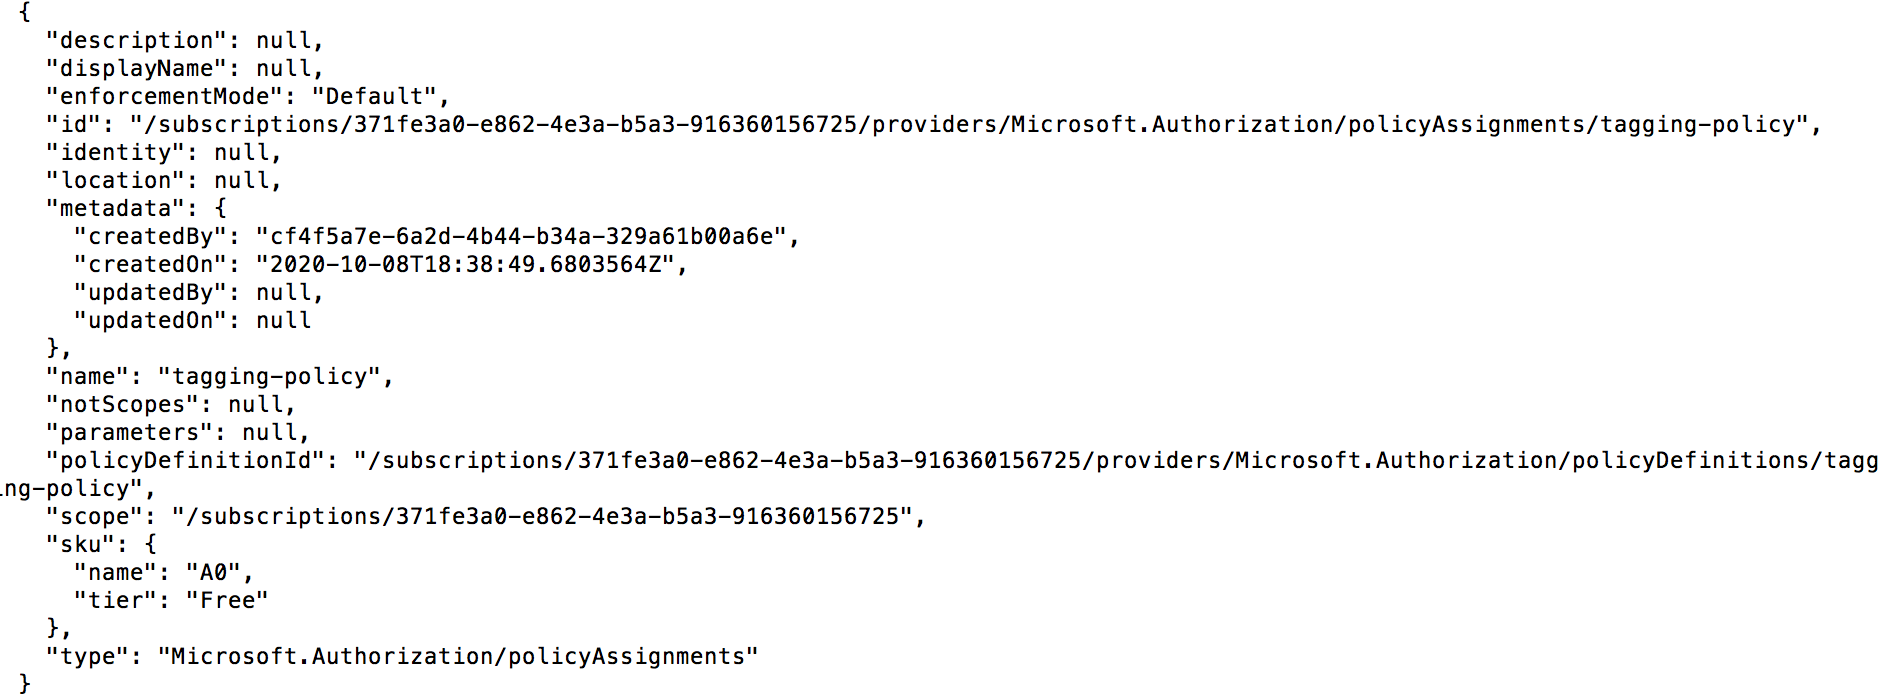 {
"description": null,
"displayName": null,
"enforcementMode": "Default",
"id": "/subscriptions/371fe3a0-e862-4e3a-b5a3-916360156725/providers/Microsoft.Authorization/policyAssignments/tagging-policy",
"identity": null,
"location": null,
"metadata": {
"createdBy": "cf4f5a7e-6a2d-4b44-b34a-329a61b00a6e",
"createdOn": "2020-10-08T18:38:49.6803564Z",
"updatedBy": null,
"updatedOn": null
},
"name": "tagging-policy",
"notScopes": null,
"parameters": null,
"policyDefinitionId": "/subscriptions/371fe3a0-e862-4e3a-b5a3-916360156725/providers/Microsoft.Authorization/policyDefinitions/tagg
ing-policy",
"scope": "/subscriptions/371fe3a0-e862-4e3a-b5a3-916360156725",
"sku": {
"name": "A0",
"tier": "Free"
},
"type": "Microsoft.Authorization/policyAssignments"
}